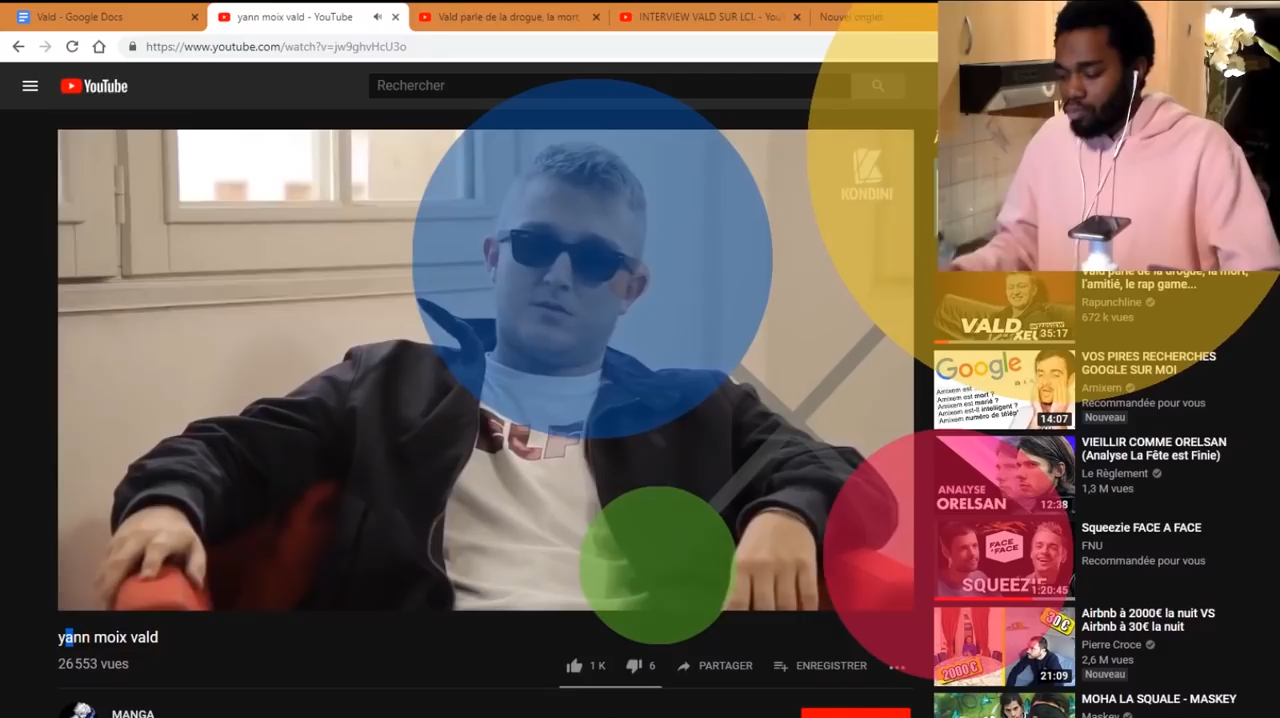 Vald - Google Docs
yann moix vald - YouTube
Vald parle de la drogue, la mort,
INTERVIEW VALD SUR LCI. - You
Nouvel onglet
https://www.youtube.com/watch?v=jw9ghvHcU3o
YouTube
Rechercher
KONBINI
Vald parle de la drogue, la mort,
l'amitié, le rap game...
Rapunchline
672 k vues
VALD
INTERVIEW
35:17
VOS PIRES RECHERCHES
GOOGLE SUR MOI
Amixem
Recommandée pour vous
Nouveau
Google
Amixem est
Amixem est mort ?
Amixem est marié ?
Amixem est-il intelligent ?
14:07
VIEILLIR COMME ORELSAN
(Analyse La Fête est Finie)
Le Règlement
1,3 M vues
ANALYSE
ORELSAN
12:38
Squeezie FACE A FACE
FNU
Recommandée pour vous
FACE
FACE
SQUEEZIE
1:20:45
Airbnb à 2000€ la nuit VS
Airbnb à 30€ la nuit
Pierre Croce
2,6 M vues
Nouveau
30€
2000€
21:09
MOHA LA SQUALE - MASKEY
Maskey
yann moix vald
26 553 vues
1 K
6
PARTAGER
ENREGISTRER
MANGA